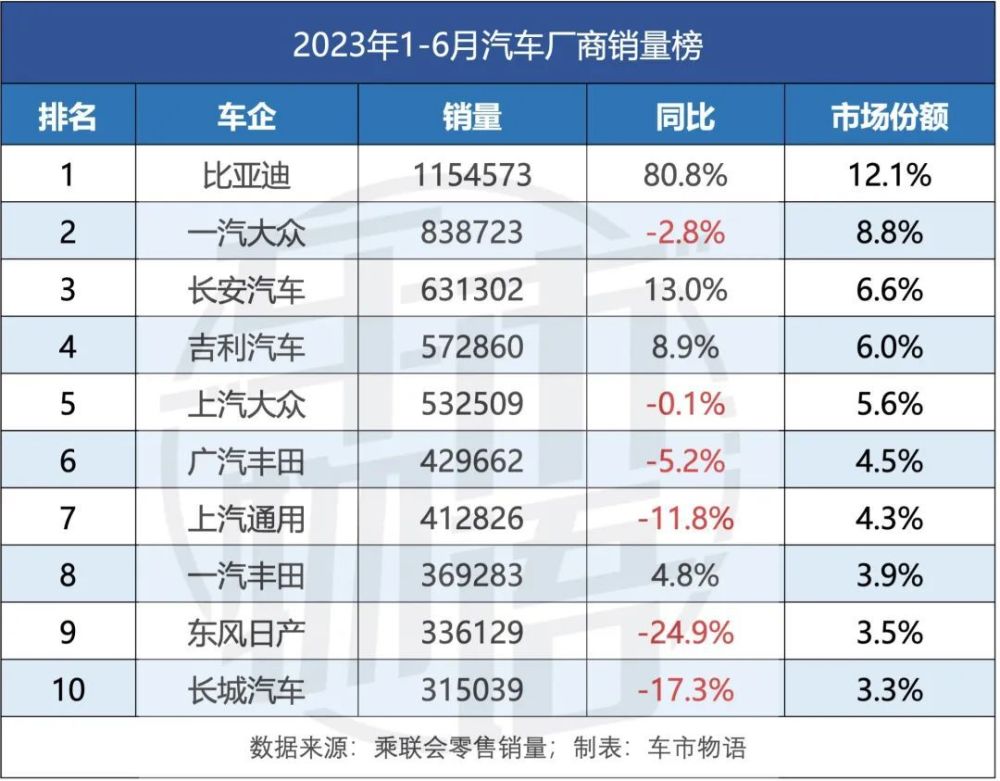 2023年1-6月汽车厂商销量榜
排名 车企 销量 同比 市场份额
1 比亚迪 1154573 80.8% 12.1%
2 一汽大众 838723 -2.8% 8.8%
3 长安汽车 631302 13.0% 6.6%
4 吉利汽车 572860 8.9% 6.0%
5 上汽大众 532509 -0.1% 5.6%
6 广汽丰田 429662 -5.2% 4.5%
7 上汽通用 412826 -11.8% 4.3%
8 一汽丰田 369283 4.8% 3.9%
9 东风日产 336129 -24.9% 3.5%
10 长城汽车 315039 -17.3% 3.3%
数据来源：乘联会零售销量；制表：车市物语